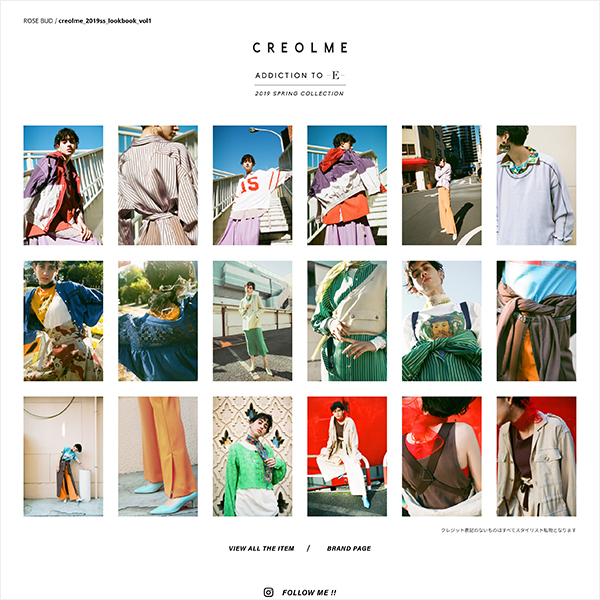 ROSE BUD / creolme_2019ss_lookbook_vol1
CREOLME
ADDICTION TO -E-
2019 SPRING COLLECTION
15
クレジット表記のないものはすべてスタイリスト私物となります
VIEW ALL THE ITEM / BRAND PAGE
FOLLOW ME !!